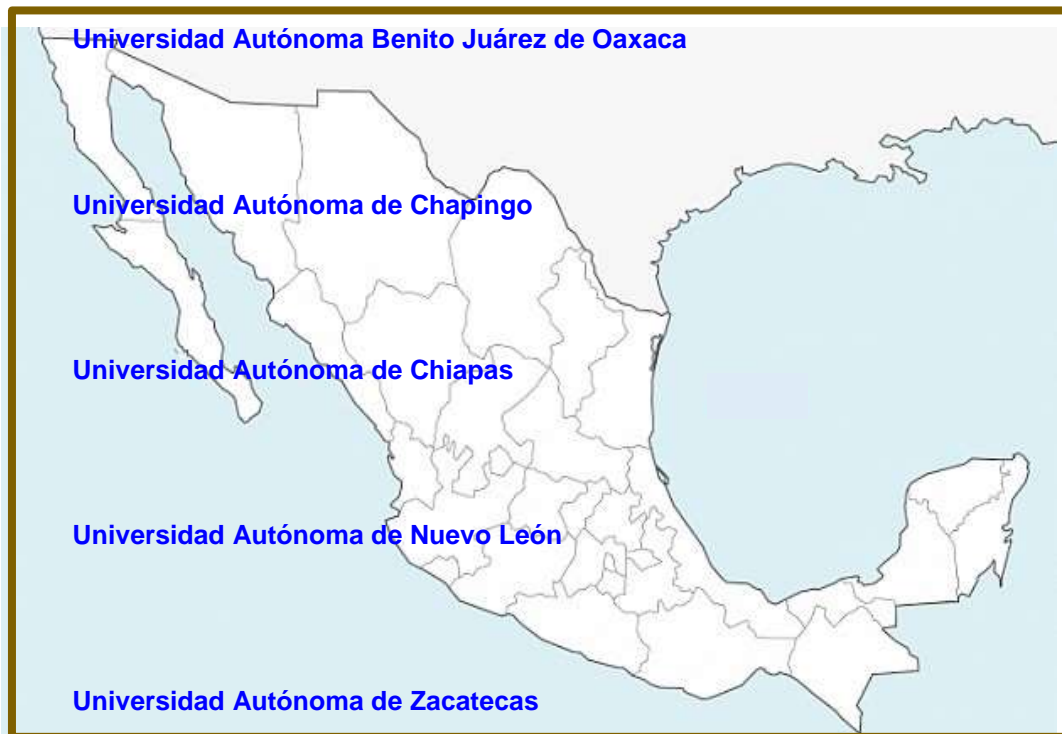 Universidad Autónoma Benito Juárez de Oaxaca
Universidad Autónoma de Chapingo
Universidad Autónoma de Chiapas
Universidad Autónoma de Nuevo León
Universidad Autónoma de Zacatecas